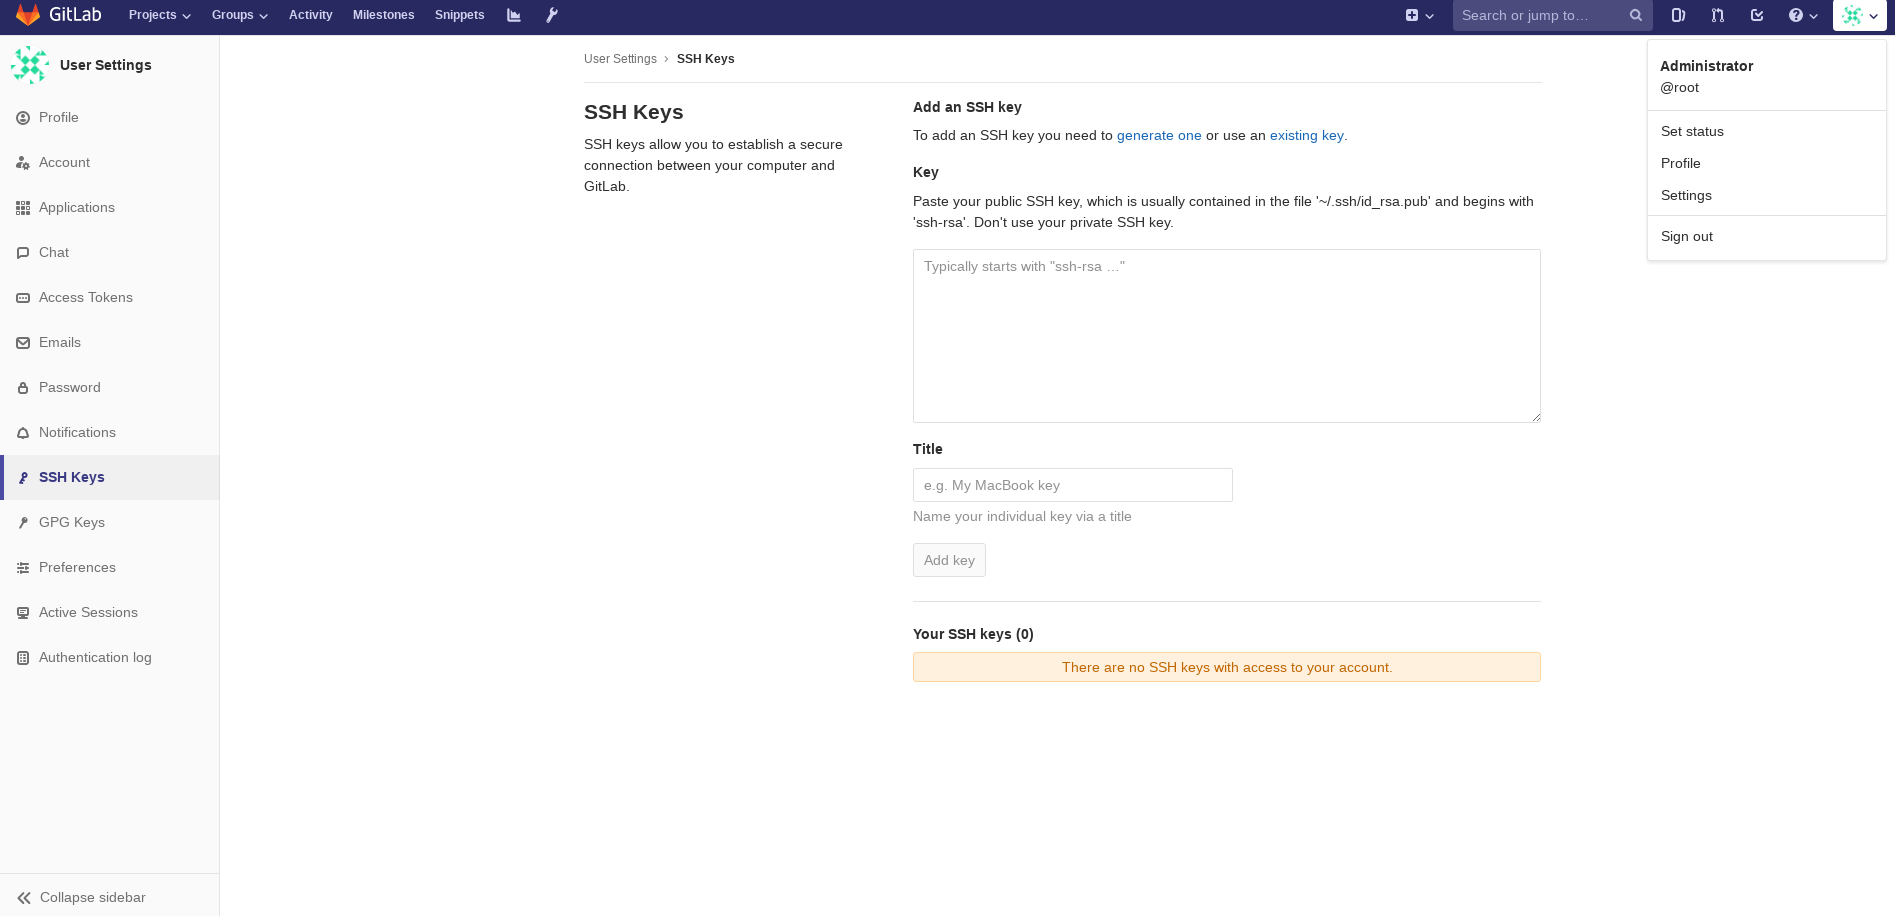 GitLab
Projects
Groups
Activity
Milestones
Snippets
Search or jump to…
User Settings
Profile
Account
Applications
Chat
Access Tokens
Emails
Password
Notifications
SSH Keys
GPG Keys
Preferences
Active Sessions
Authentication log
Collapse sidebar
User Settings › SSH Keys
SSH Keys
SSH keys allow you to establish a secure
connection between your computer and
GitLab.
Add an SSH key
To add an SSH key you need to generate one or use an existing key.
Key
Paste your public SSH key, which is usually contained in the file '~/.ssh/id_rsa.pub' and begins with
'ssh-rsa'. Don't use your private SSH key.
Typically starts with "ssh-rsa …"
Title
e.g. My MacBook key
Name your individual key via a title
Add key
Your SSH keys (0)
There are no SSH keys with access to your account.
Administrator
@root
Set status
Profile
Settings
Sign out